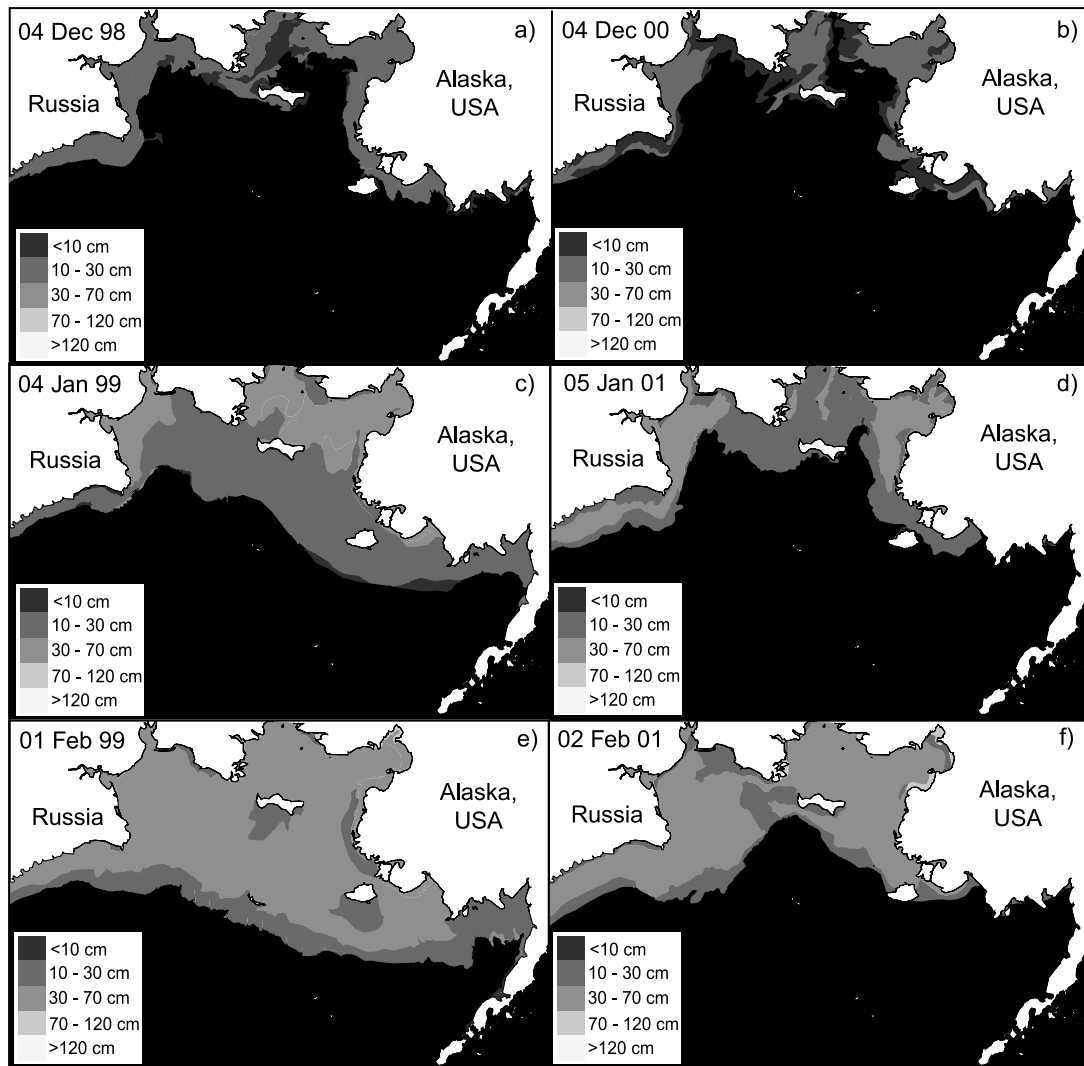 04 Dec 98
a)
Russia
Alaska,
USA
<10 cm
10 - 30 cm
30 - 70 cm
70 - 120 cm
>120 cm
04 Dec 00
b)
Russia
Alaska,
USA
<10 cm
10 - 30 cm
30 - 70 cm
70 - 120 cm
>120 cm
04 Jan 99
c)
Russia
Alaska,
USA
<10 cm
10 - 30 cm
30 - 70 cm
70 - 120 cm
>120 cm
05 Jan 01
d)
Russia
Alaska,
USA
<10 cm
10 - 30 cm
30 - 70 cm
70 - 120 cm
>120 cm
01 Feb 99
e)
Russia
Alaska,
USA
<10 cm
10 - 30 cm
30 - 70 cm
70 - 120 cm
>120 cm
02 Feb 01
f)
Russia
Alaska,
USA
<10 cm
10 - 30 cm
30 - 70 cm
70 - 120 cm
>120 cm